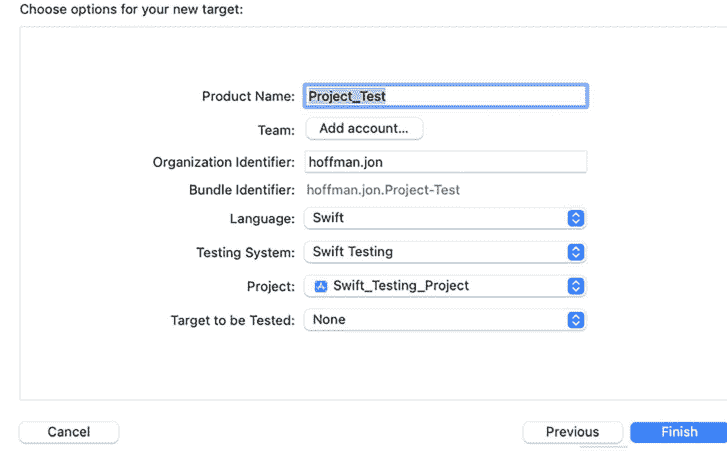 Choose options for your new target:
Product Name: Project_Test
Team: Add account...
Organization Identifier: hoffman.jon
Bundle Identifier: hoffman.jon.Project-Test
Language: Swift
Testing System: Swift Testing
Project: Swift_Testing_Project
Target to be Tested: None
Cancel Previous Finish